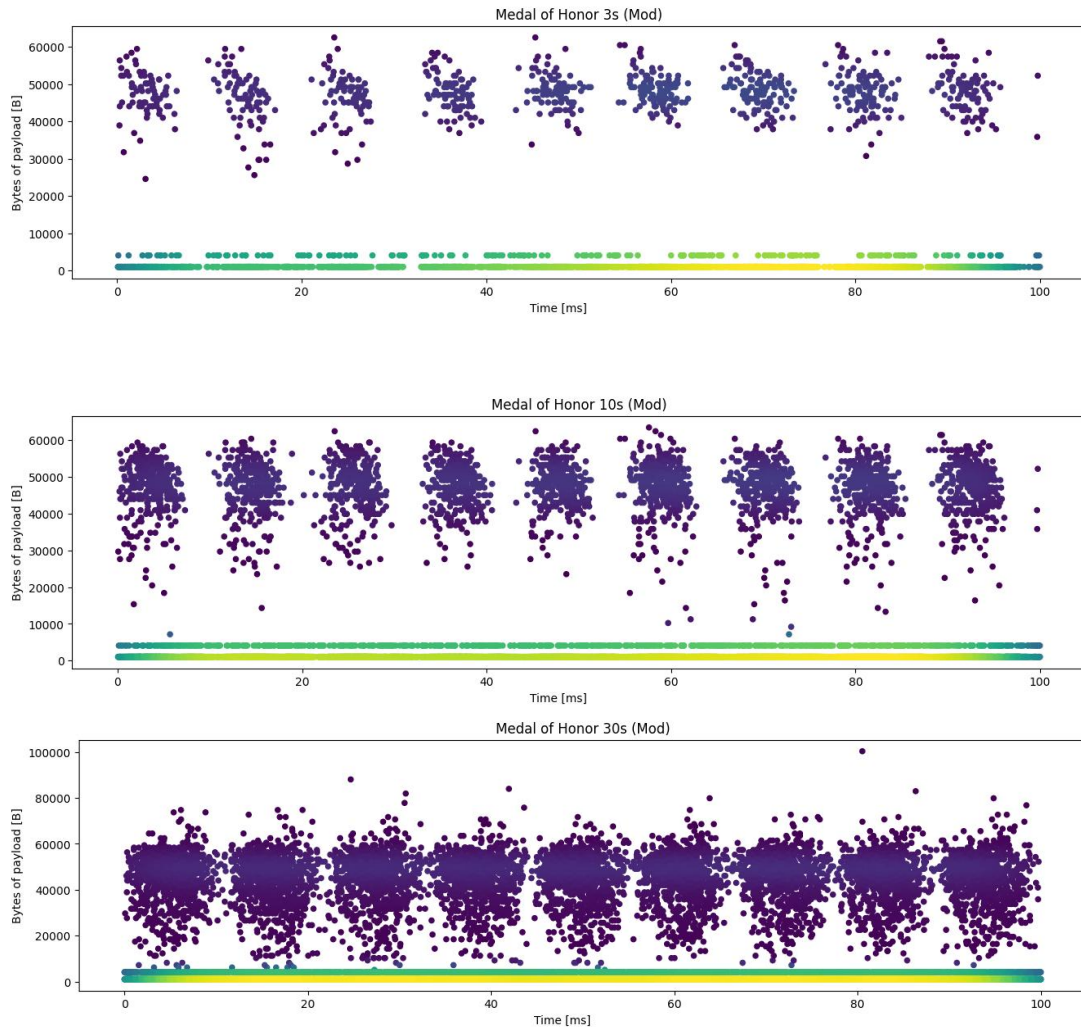 Medal of Honor 3s (Mod)
60000
50000
40000
30000
20000
10000
0
Bytes of payload [B]
0 20 40 60 80 100
Time [ms]
Medal of Honor 10s (Mod)
60000
50000
40000
30000
20000
10000
0
Bytes of payload [B]
0 20 40 60 80 100
Time [ms]
Medal of Honor 30s (Mod)
100000
80000
60000
40000
20000
0
Bytes of payload [B]
0 20 40 60 80 100
Time [ms]